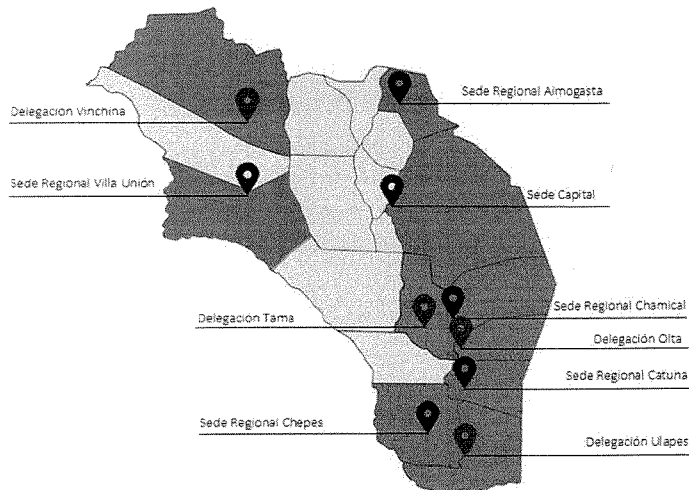 Sede Regional Aimogasta
Delegacion Vinchina
Sede Regional Villa Unión
Sede Capital
Sede Regional Chamical
Delegacion Tama
Delegación Olta
Sede Regional Catuna
Sede Regional Chepes
Delegación Ulapes